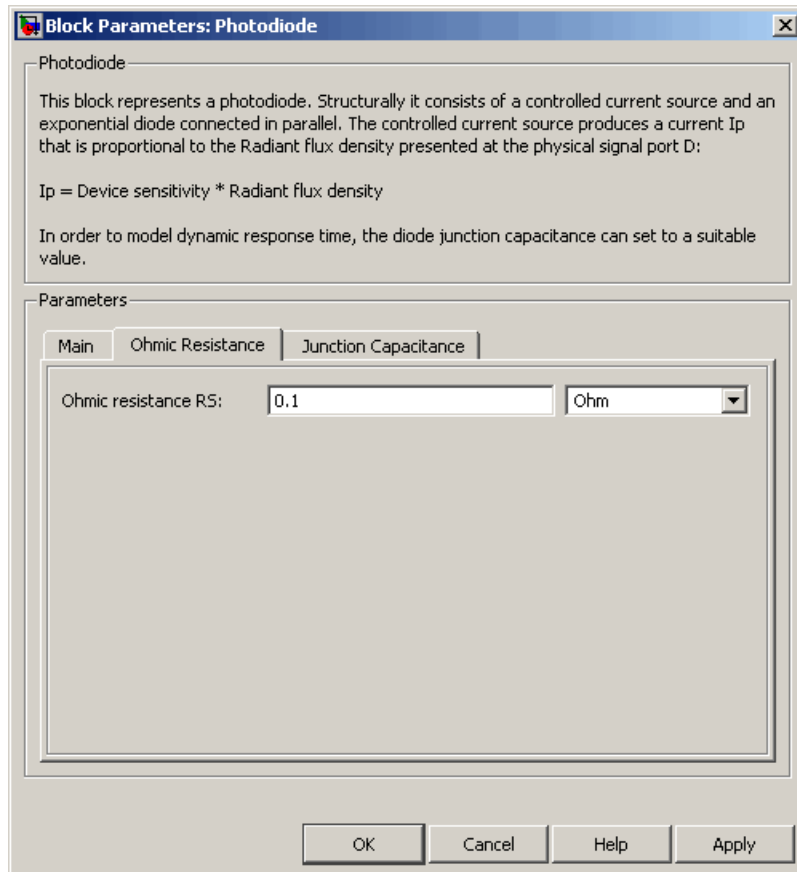 Block Parameters: Photodiode
Photodiode
This block represents a photodiode. Structurally it consists of a controlled current source and an
exponential diode connected in parallel. The controlled current source produces a current Ip
that is proportional to the Radiant flux density presented at the physical signal port D:
Ip = Device sensitivity * Radiant flux density
In order to model dynamic response time, the diode junction capacitance can set to a suitable
value.
Parameters
Main Ohmic Resistance Junction Capacitance
Ohmic resistance RS: 0.1 Ohm
OK Cancel Help Apply